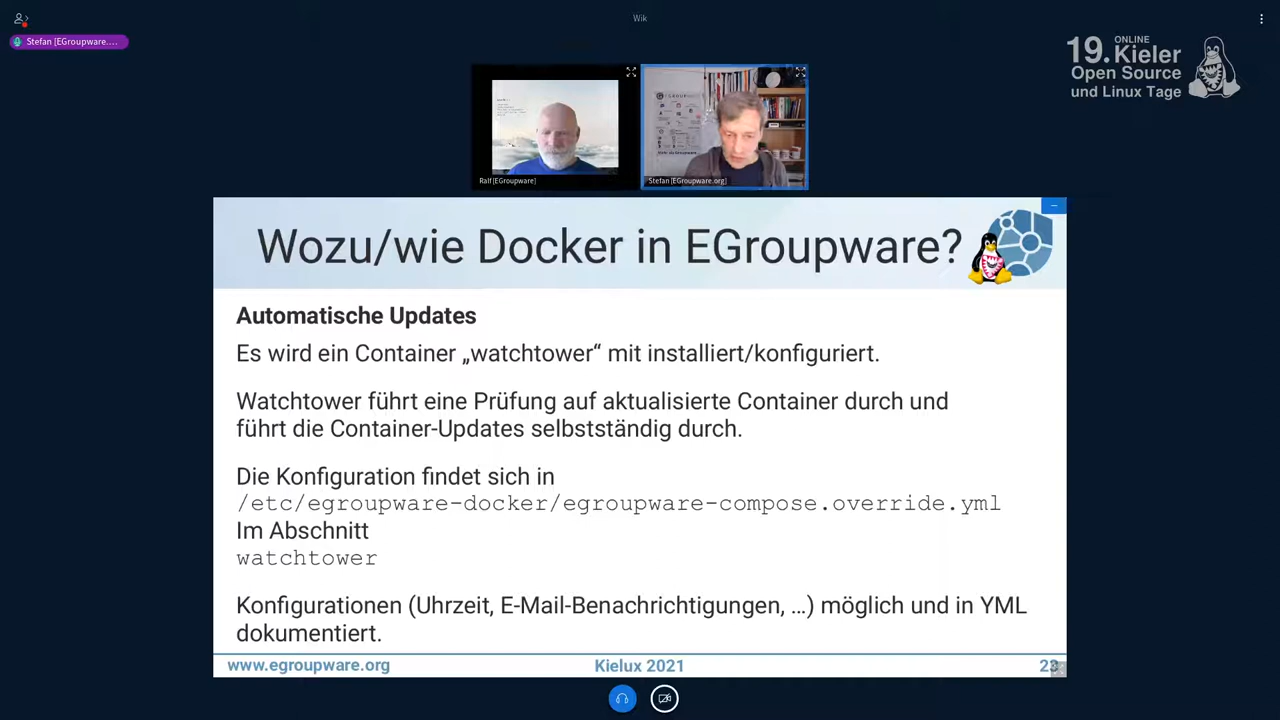 Wik
Stefan [EGroupware....
19.
ONLINE
Kieler
Open Source
und Linux Tage
Ralf [EGroupware]
Stefan [EGroupware.org]
Wozu/wie Docker in EGroupware?
Automatische Updates
Es wird ein Container „watchtower“ mit installiert/konfiguriert.
Watchtower führt eine Prüfung auf aktualisierte Container durch und
führt die Container-Updates selbstständig durch.
Die Konfiguration findet sich in
/etc/egroupware-docker/egroupware-compose.override.yml
Im Abschnitt
watchtower
Konfigurationen (Uhrzeit, E-Mail-Benachrichtigungen, ...) möglich und in YML
dokumentiert.
www.egroupware.org
Kielux 2021
23